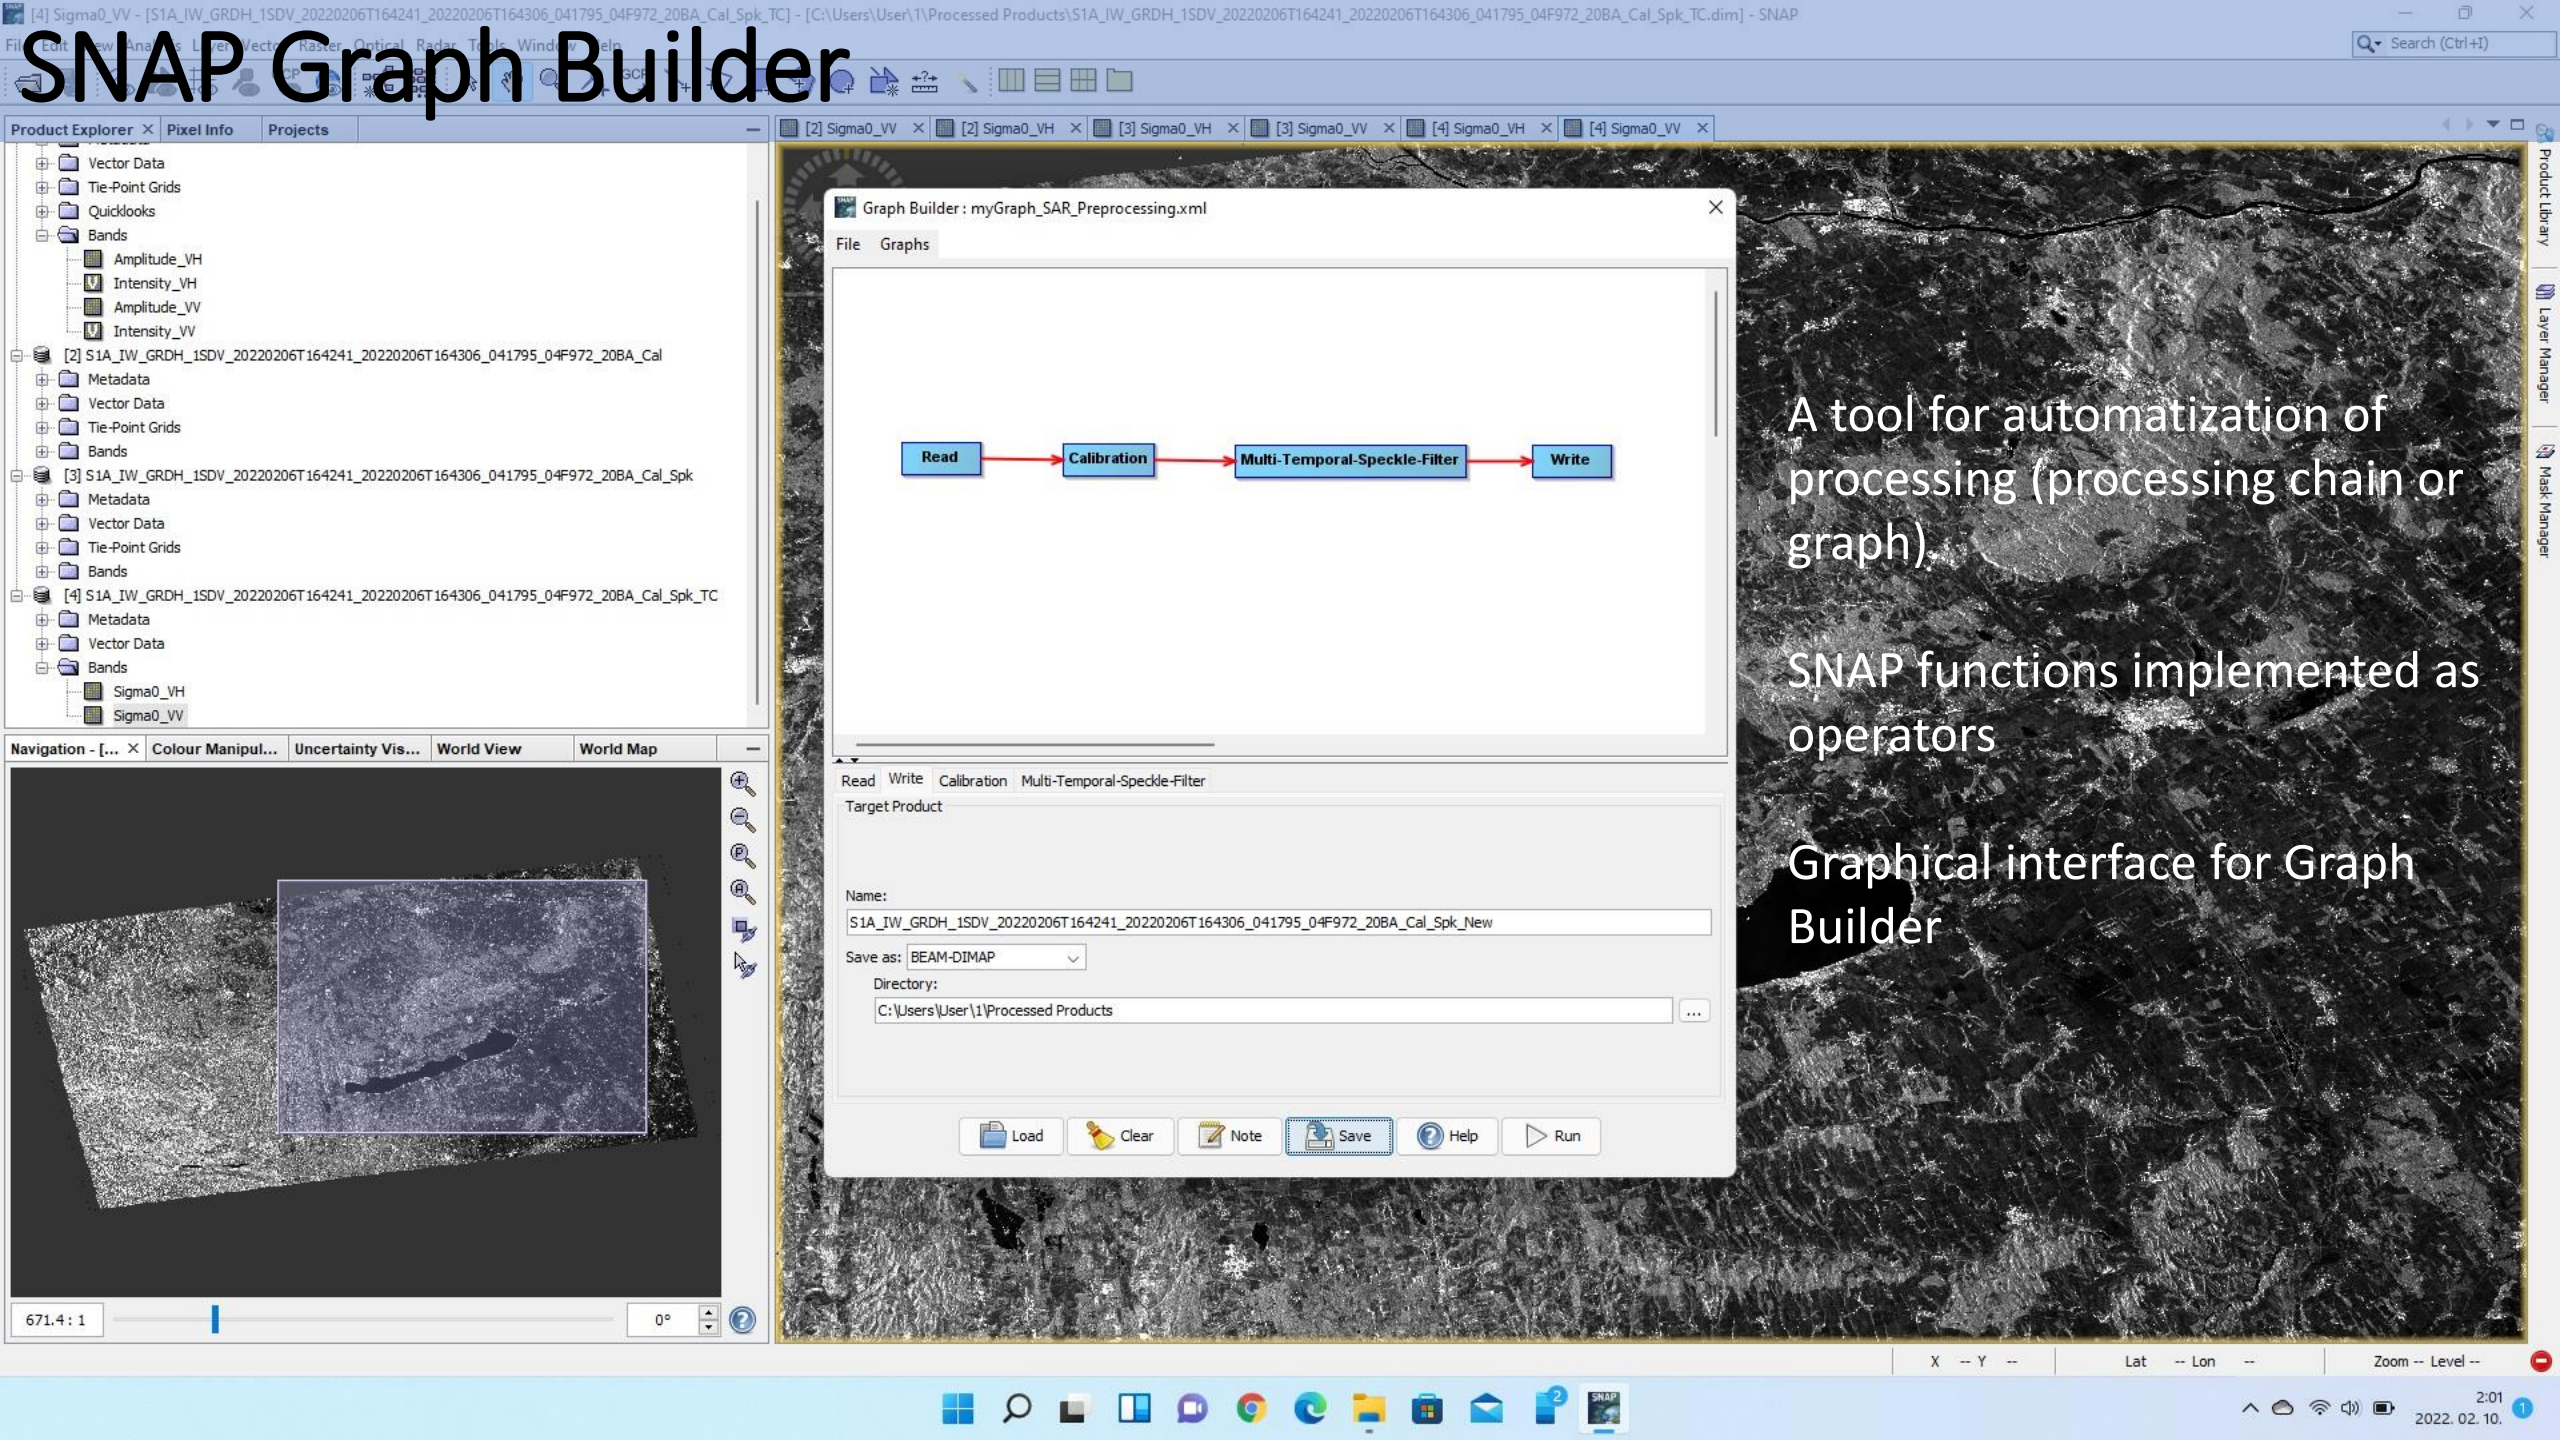 [4] Sigma0_VV - [S1A_IW_GRDH_1SDV_20220206T164241_20220206T164306_041795_04F972_20BA_Cal_Spk_TC] - [C:\Users\User\1\Processed Products\S1A_IW_GRDH_1SDV_20220206T164241_20220206T164306_041795_04F972_20BA_Cal_Spk_TC.dim] - SNAP
SNAP Graph Builder
Search (Ctrl+I)
Product Explorer
Pixel Info
Projects
[2] Sigma0_VV
[2] Sigma0_VH
[3] Sigma0_VH
[3] Sigma0_VV
[4] Sigma0_VH
[4] Sigma0_VV
Vector Data
Tie-Point Grids
Quicklooks
Bands
Amplitude_VH
Intensity_VH
Amplitude_VV
Intensity_VV
[2] S1A_IW_GRDH_1SDV_20220206T164241_20220206T164306_041795_04F972_20BA_Cal
Metadata
Vector Data
Tie-Point Grids
Bands
[3] S1A_IW_GRDH_1SDV_20220206T164241_20220206T164306_041795_04F972_20BA_Cal_Spk
Metadata
Vector Data
Tie-Point Grids
Bands
[4] S1A_IW_GRDH_1SDV_20220206T164241_20220206T164306_041795_04F972_20BA_Cal_Spk_TC
Metadata
Vector Data
Bands
Sigma0_VH
Sigma0_VV
Navigation - [...
Colour Manipul...
Uncertainty Vis...
World View
World Map
671.4 : 1
0°
Graph Builder : myGraph_SAR_Preprocessing.xml
File Graphs
Read
Calibration
Multi-Temporal-Speckle-Filter
Write
Read Write Calibration Multi-Temporal-Speckle-Filter
Target Product
Name:
S1A_IW_GRDH_1SDV_20220206T164241_20220206T164306_041795_04F972_20BA_Cal_Spk_New
Save as: BEAM-DIMAP
Directory:
C:\Users\User\1\Processed Products
...
Load
Clear
Note
Save
Help
Run
A tool for automatization of
processing (processing chain or
graph).
SNAP functions implemented as
operators
Graphical interface for Graph
Builder
Product Library
Layer Manager
Mask Manager
X -- Y --
Lat -- Lon --
Zoom -- Level --
2
SNAP
2:01
2022. 02. 10.
1